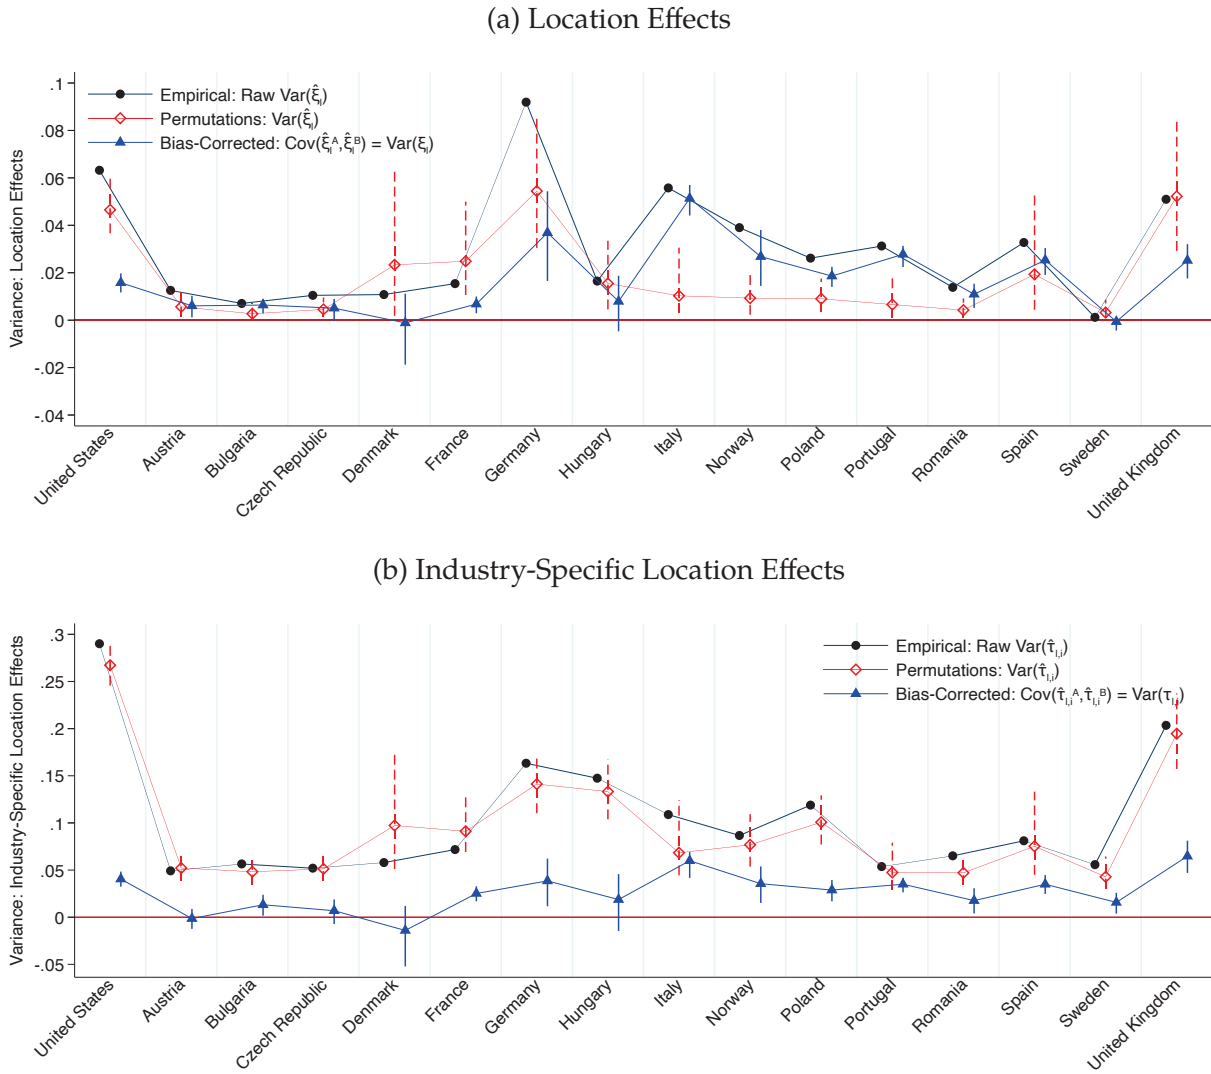 (a) Location Effects
Variance: Location Effects
.1
.08
.06
.04
.02
0
-.02
-.04
Empirical: Raw Var(ξ̂ₗ)
Permutations: Var(ξ̂ₗ)
Bias-Corrected: Cov(ξ̂ₗᴬ,ξ̂ₗᴮ) = Var(ξₗ)
United States
Austria
Bulgaria
Czech Republic
Denmark
France
Germany
Hungary
Italy
Norway
Poland
Portugal
Romania
Spain
Sweden
United Kingdom
(b) Industry-Specific Location Effects
Variance: Industry-Specific Location Effects
.3
.25
.2
.15
.1
.05
0
-.05
Empirical: Raw Var(τ̂ₗ,ᵢ)
Permutations: Var(τ̂ₗ,ᵢ)
Bias-Corrected: Cov(τ̂ₗ,ᵢᴬ,τ̂ₗ,ᵢᴮ) = Var(τₗ,ᵢ)
United States
Austria
Bulgaria
Czech Republic
Denmark
France
Germany
Hungary
Italy
Norway
Poland
Portugal
Romania
Spain
Sweden
United Kingdom